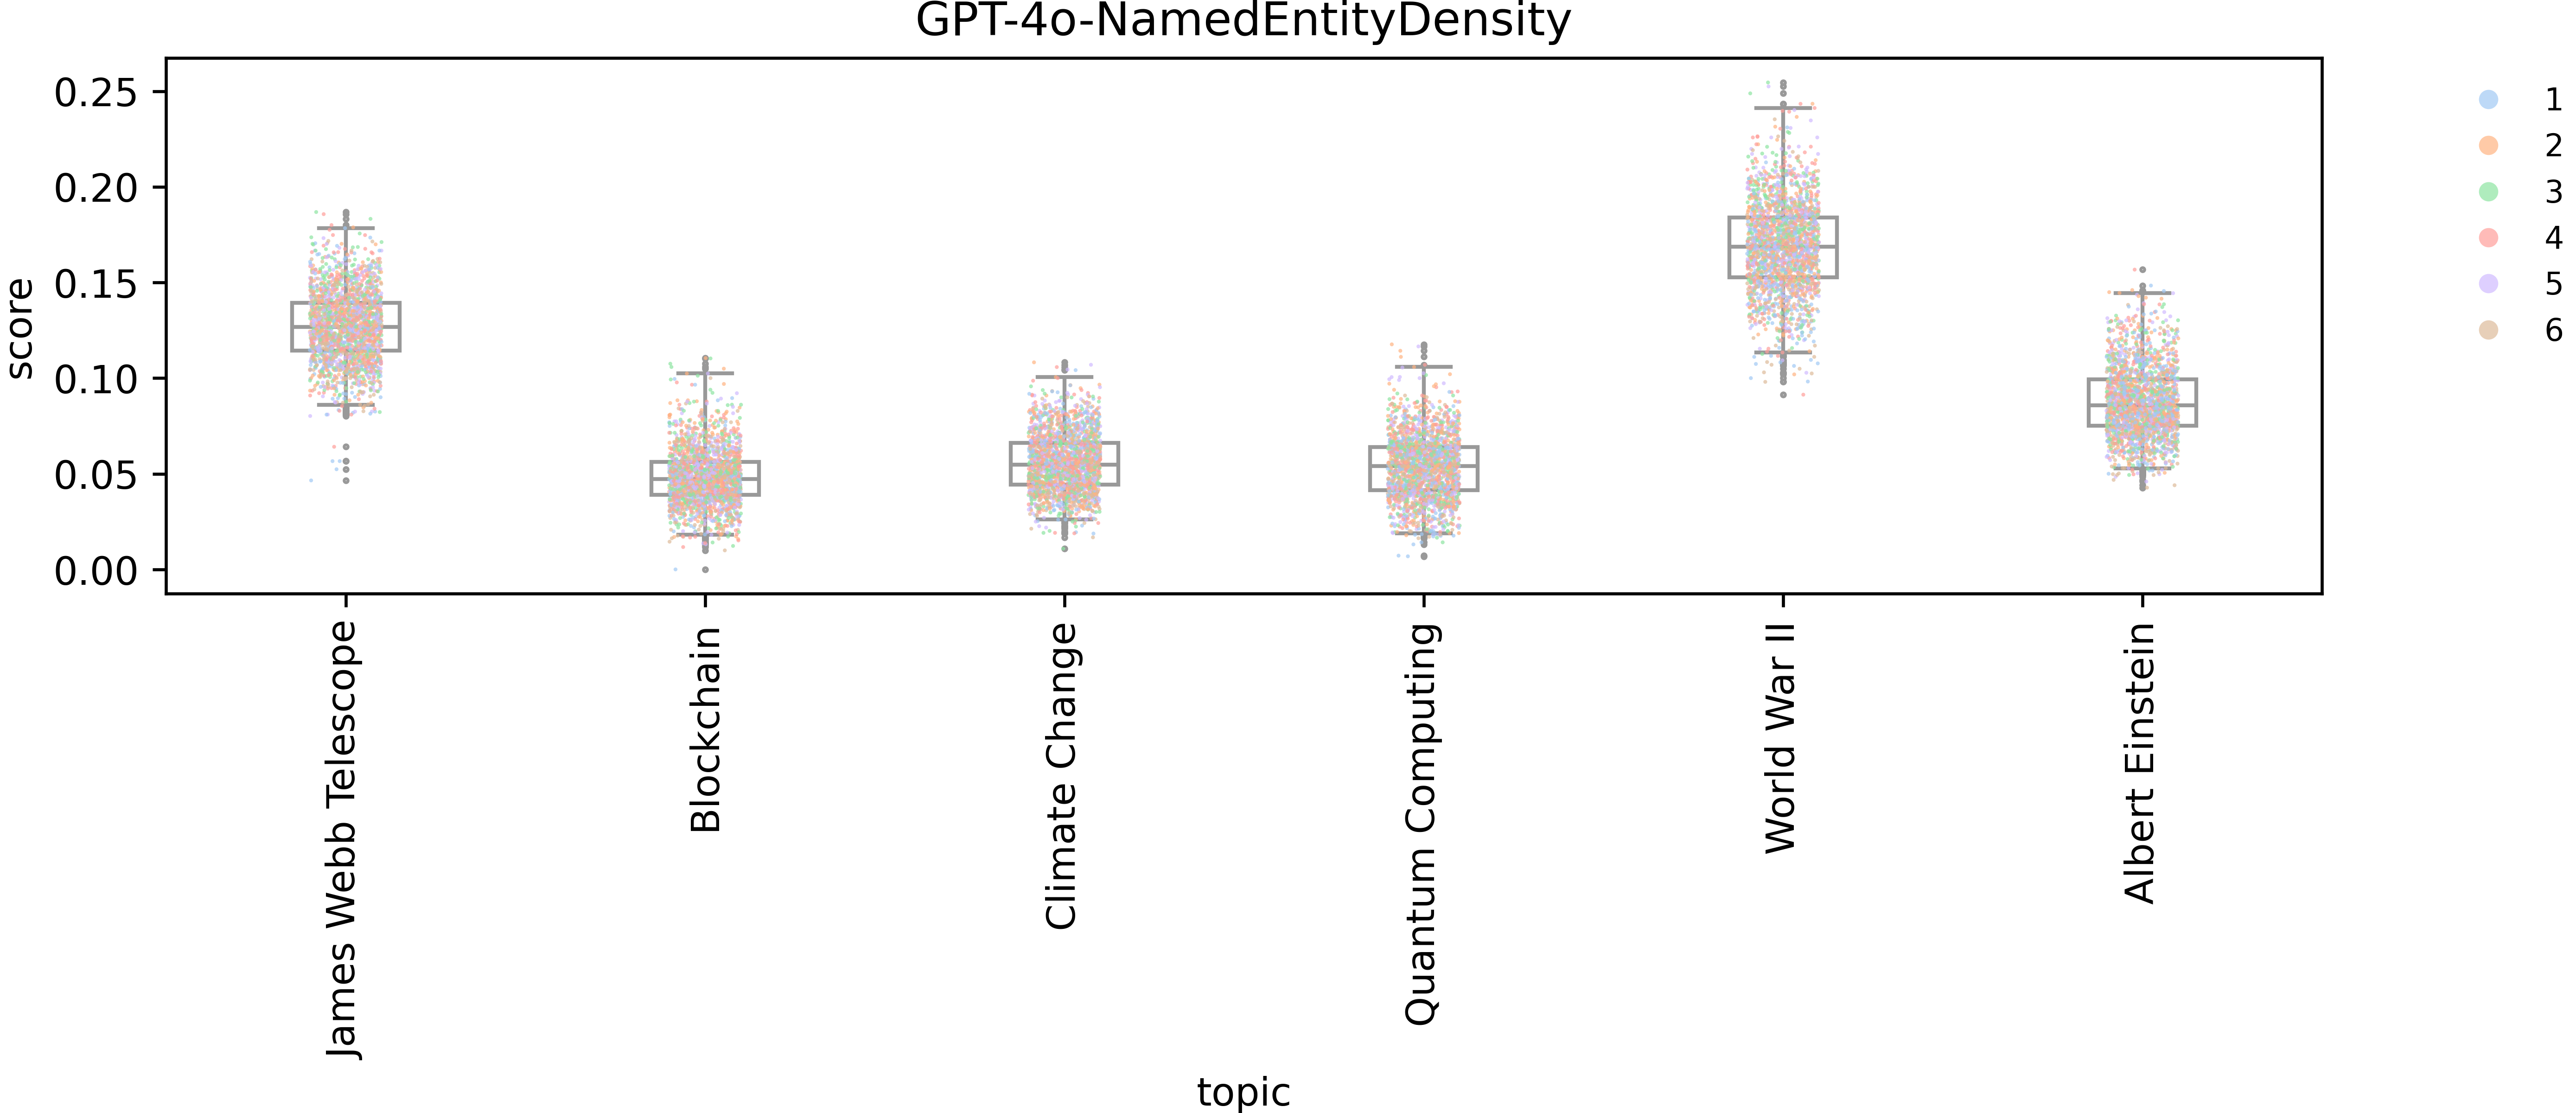 GPT-4o-NamedEntityDensity
score
0.25
0.20
0.15
0.10
0.05
0.00
James Webb Telescope
Blockchain
Climate Change
Quantum Computing
World War II
Albert Einstein
topic
1
2
3
4
5
6